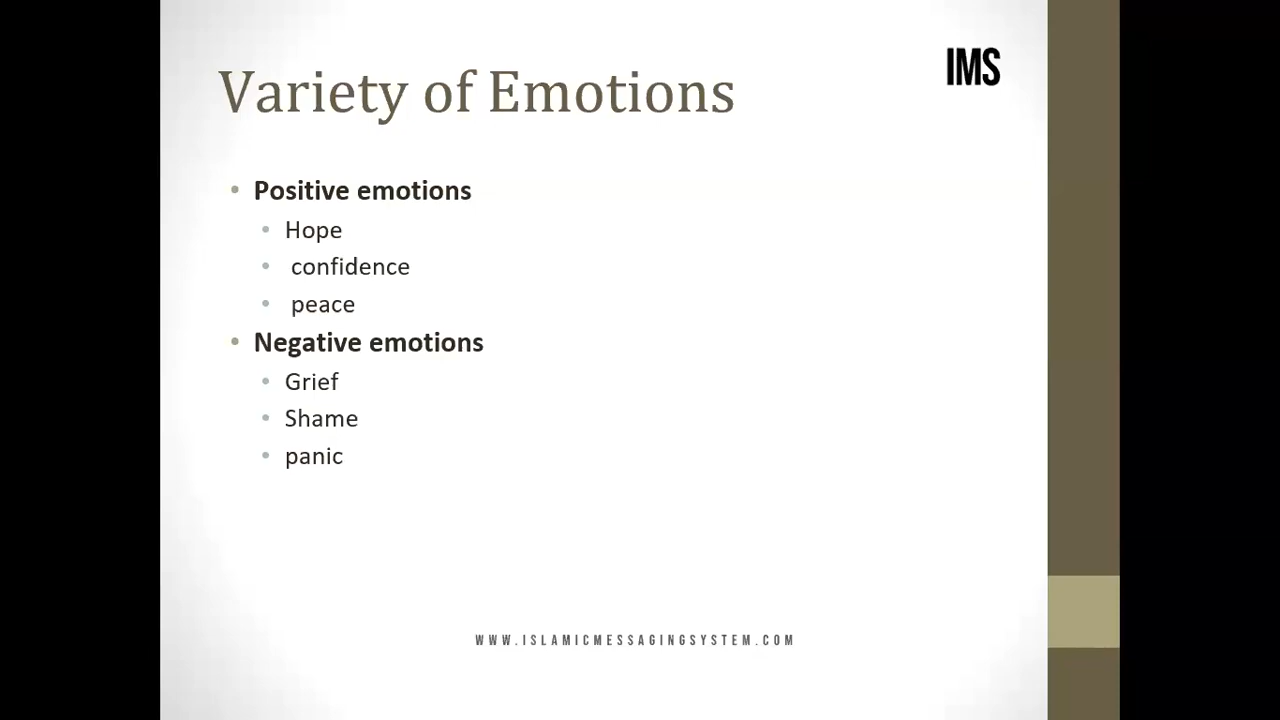 IMS
Variety of Emotions
• Positive emotions
• Hope
• confidence
• peace
• Negative emotions
• Grief
• Shame
• panic
WWW.ISLAMICMESSAGINGSYSTEM.COM